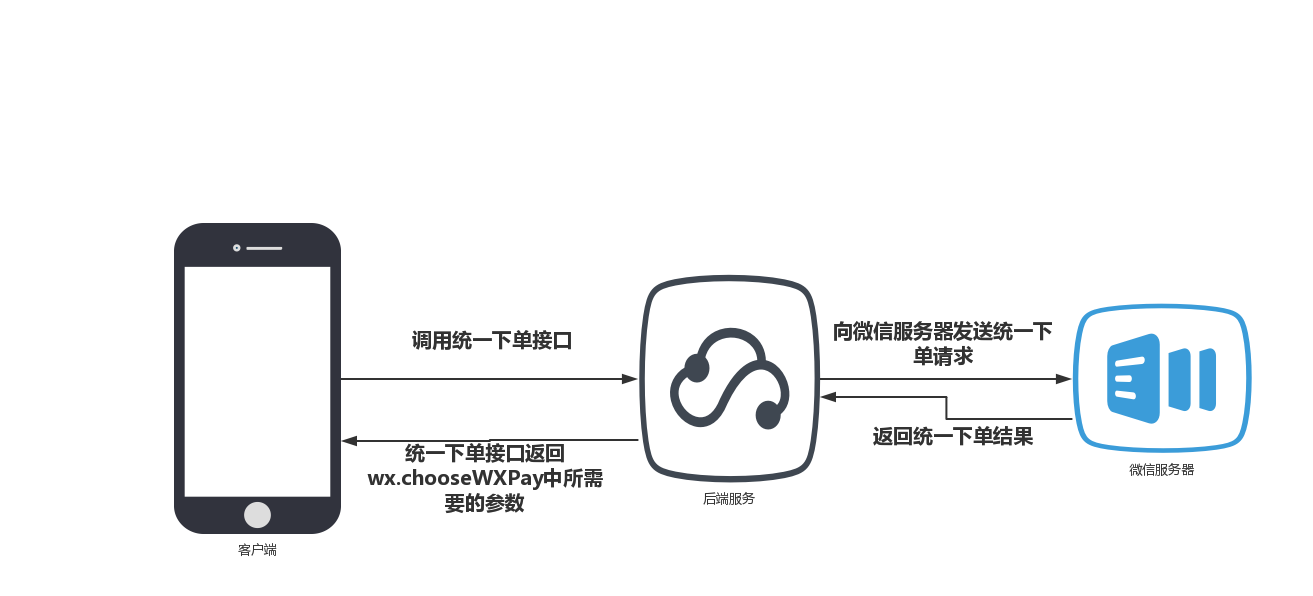 调用统一下单接口
向微信服务器发送统一下
单请求
返回统一下单结果
统一下单接口返回
wx.chooseWXPay中所需
要的参数
微信服务器
后端服务
客户端